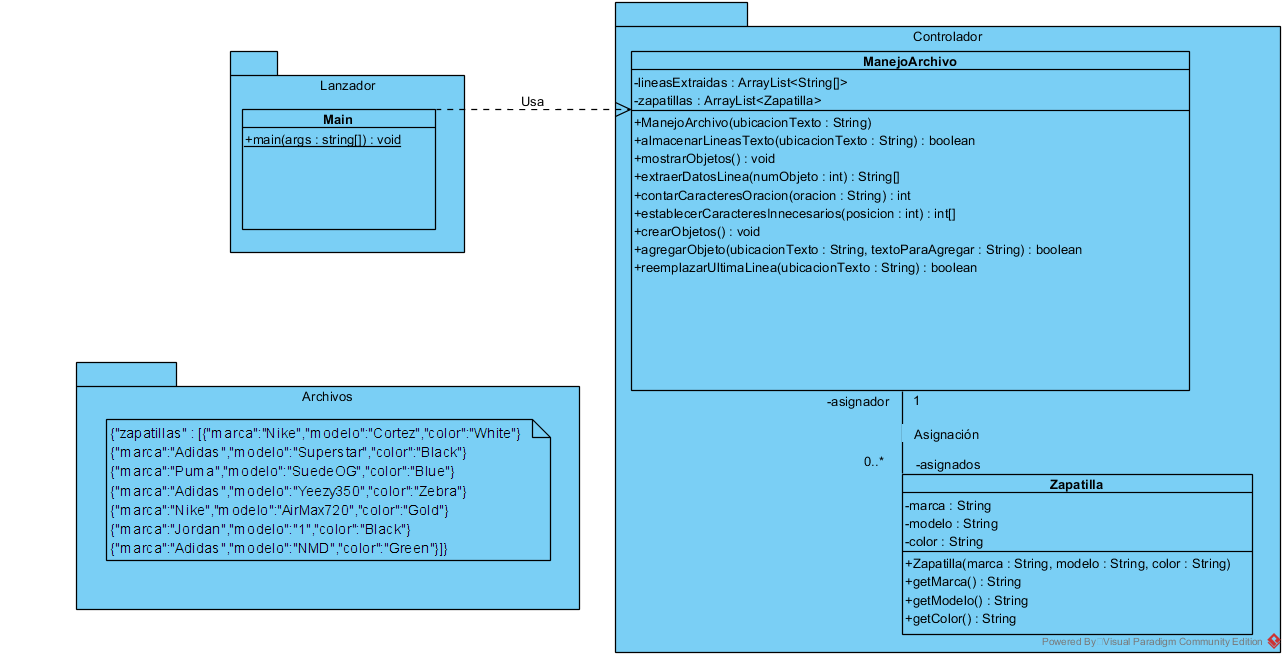 Lanzador
Main
+main(args : string[]) : void
Usa
Controlador
ManejoArchivo
-lineasExtraidas : ArrayList<String[]>
-zapatillas : ArrayList<Zapatilla>
+ManejoArchivo(ubicacionTexto : String)
+almacenarLineasTexto(ubicacionTexto : String) : boolean
+mostrarObjetos() : void
+extraerDatosLinea(numObjeto : int) : String[]
+contarCaracteresOracion(oracion : String) : int
+establecerCaracteresInnecesarios(posicion : int) : int[]
+crearObjetos() : void
+agregarObjeto(ubicacionTexto : String, textoParaAgregar : String) : boolean
+reemplazarUltimaLinea(ubicacionTexto : String) : boolean
-asignador
1
Asignación
0..*
-asignados
Zapatilla
-marca : String
-modelo : String
-color : String
+Zapatilla(marca : String, modelo : String, color : String)
+getMarca() : String
+getModelo() : String
+getColor() : String
Archivos
{"zapatillas" : [{"marca":"Nike","modelo":"Cortez","color":"White"}
{"marca":"Adidas","modelo":"Superstar","color":"Black"}
{"marca":"Puma","modelo":"SuedeOG","color":"Blue"}
{"marca":"Adidas","modelo":"Yeezy350","color":"Zebra"}
{"marca":"Nike","modelo":"AirMax720","color":"Gold"}
{"marca":"Jordan","modelo":"1","color":"Black"}
{"marca":"Adidas","modelo":"NMD","color":"Green"}]}
Powered By Visual Paradigm Community Edition